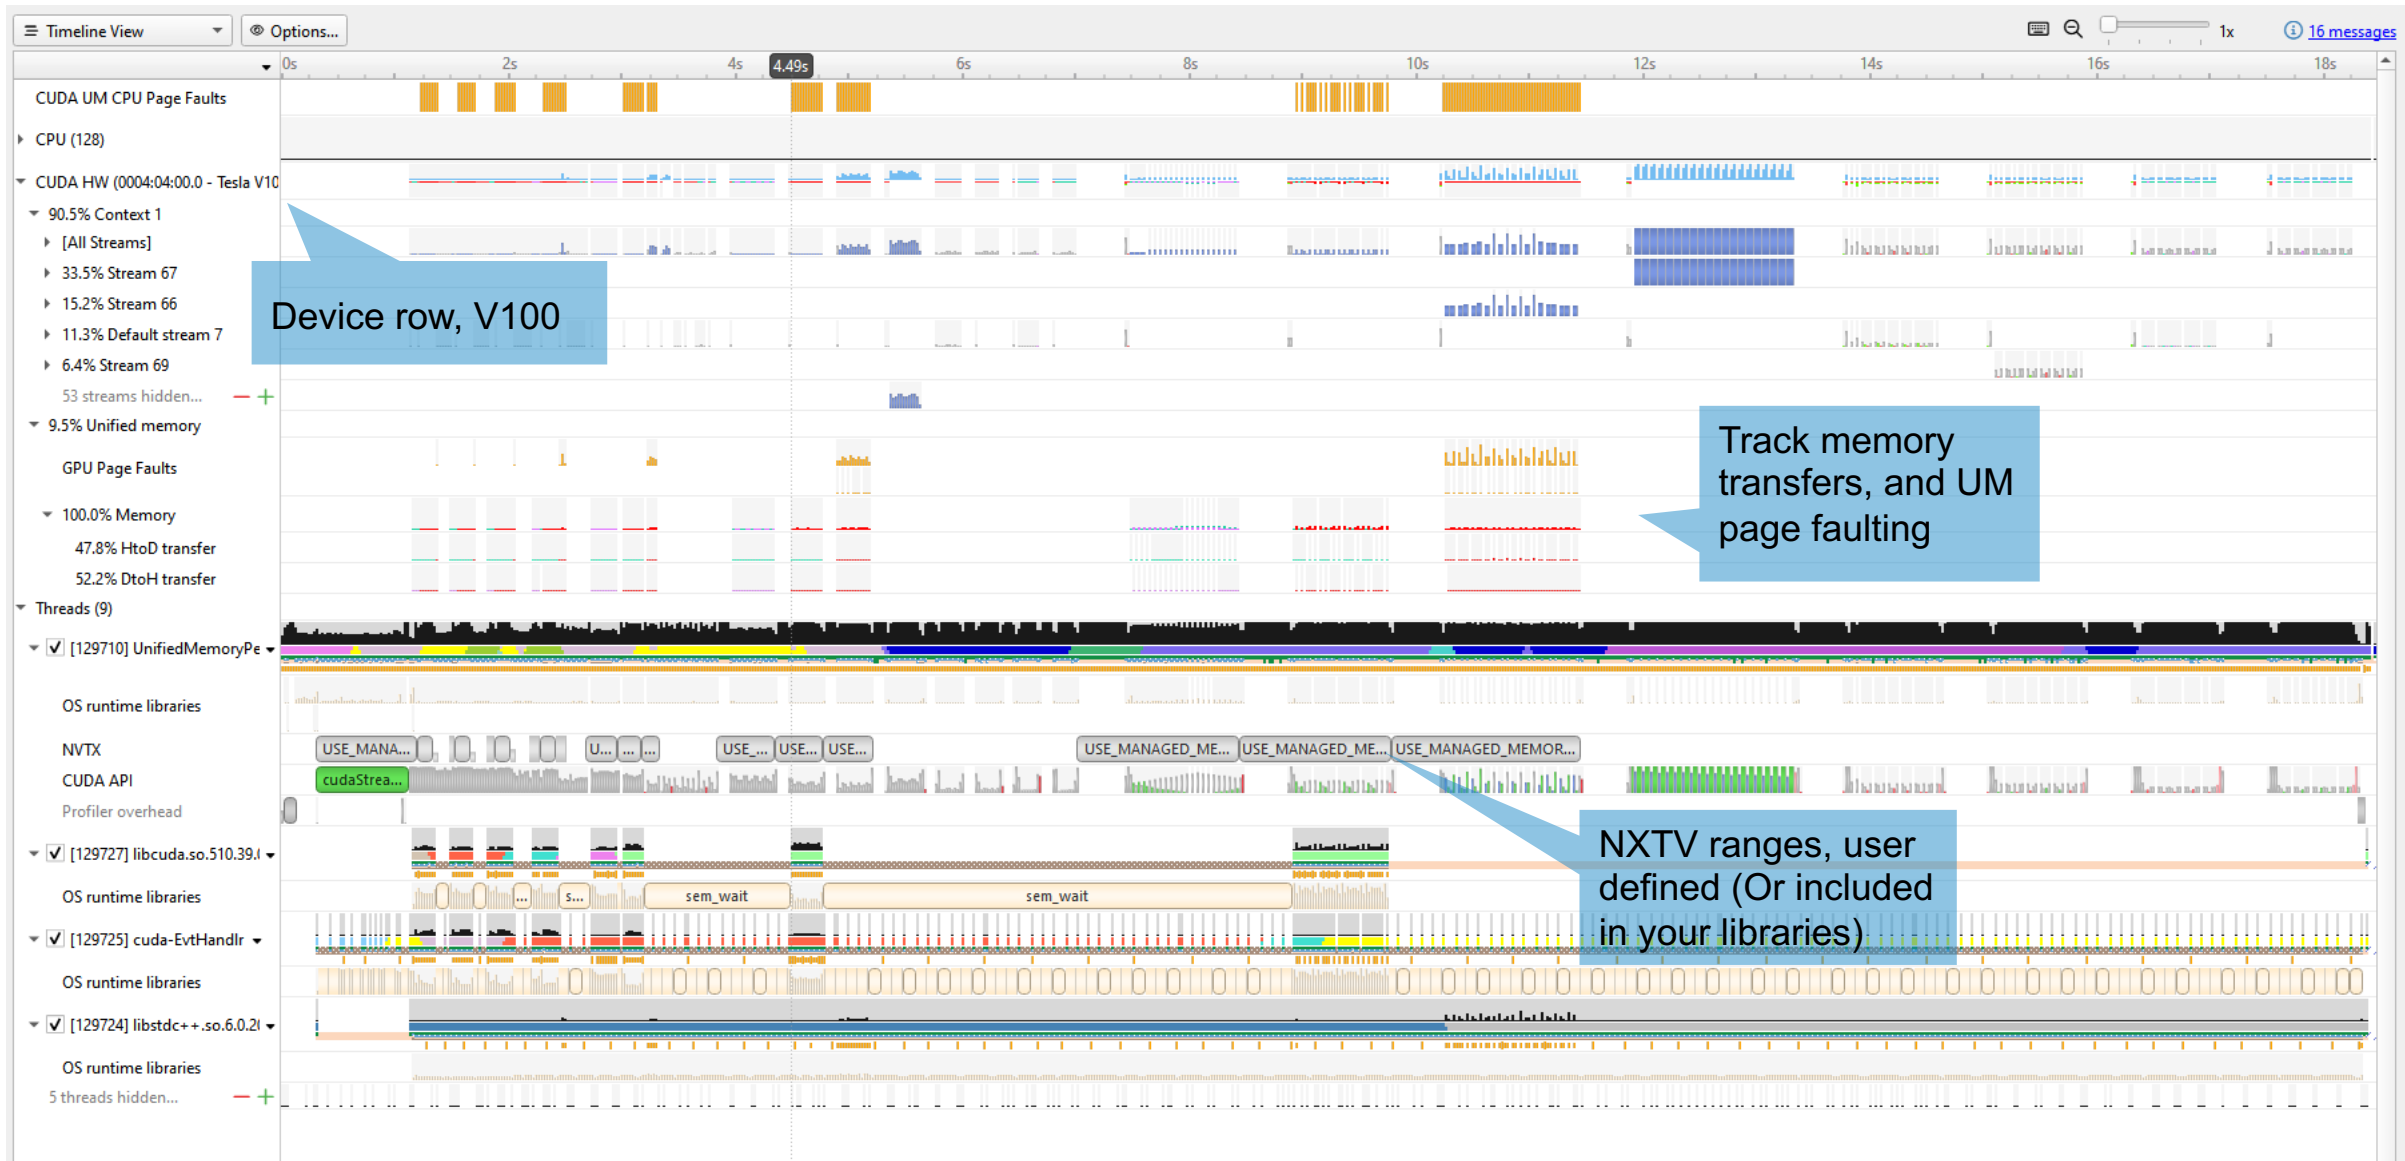 Timeline View
Options...
1x
16 messages
0s
2s
4s
4.49s
6s
8s
10s
12s
14s
16s
18s
CUDA UM CPU Page Faults
CPU (128)
CUDA HW (0004:04:00.0 - Tesla V10
90.5% Context 1
[All Streams]
33.5% Stream 67
15.2% Stream 66
11.3% Default stream 7
6.4% Stream 69
53 streams hidden...
9.5% Unified memory
GPU Page Faults
100.0% Memory
47.8% HtoD transfer
52.2% DtoH transfer
Device row, V100
Track memory
transfers, and UM
page faulting
Threads (9)
[129710] UnifiedMemoryPe
OS runtime libraries
NVTX
USE_MANA...
U...
...
...
USE_...
USE...
USE...
USE_MANAGED_ME...
USE_MANAGED_ME...
USE_MANAGED_MEMOR...
CUDA API
cudaStrea...
Profiler overhead
NXTV ranges, user
defined (Or included
in your libraries)
[129727] libcuda.so.510.39.(
OS runtime libraries
...
s...
sem_wait
sem_wait
[129725] cuda-EvtHandlr
OS runtime libraries
[129724] libstdc++.so.6.0.2(
OS runtime libraries
5 threads hidden...